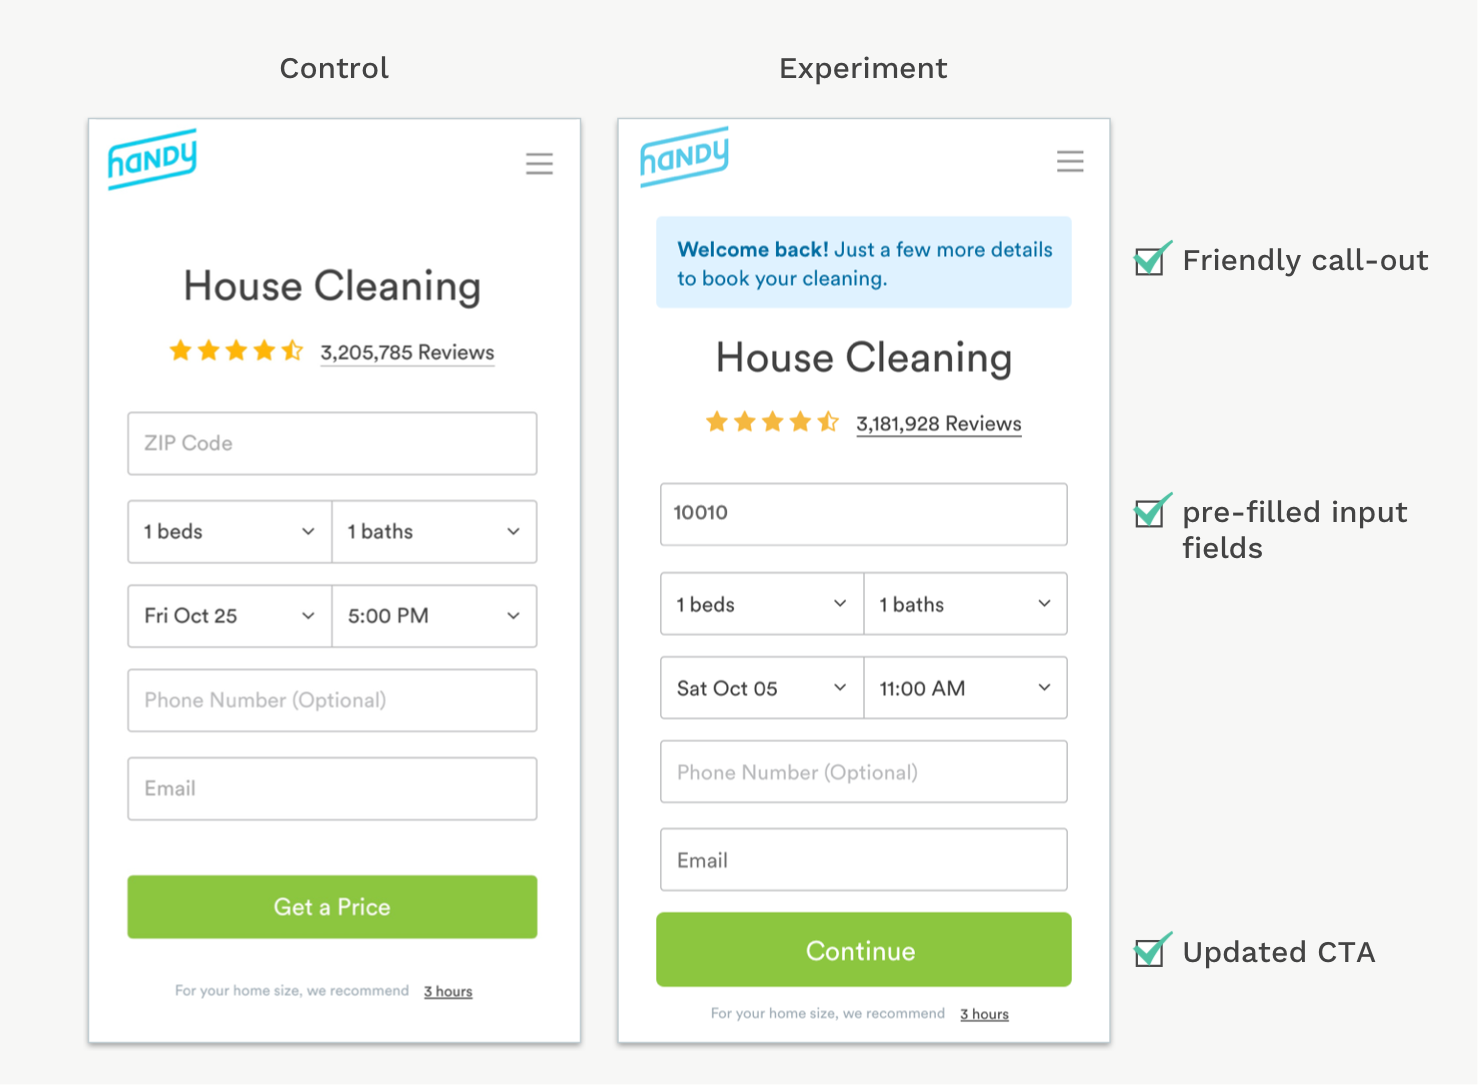 Control
handy
House Cleaning
3,205,785 Reviews
ZIP Code
1 beds
1 baths
Fri Oct 25
5:00 PM
Phone Number (Optional)
Email
Get a Price
For your home size, we recommend 3 hours
Experiment
handy
Welcome back! Just a few more details
to book your cleaning.
House Cleaning
3,181,928 Reviews
10010
1 beds
1 baths
Sat Oct 05
11:00 AM
Phone Number (Optional)
Email
Continue
For your home size, we recommend 3 hours
Friendly call-out
pre-filled input
fields
Updated CTA